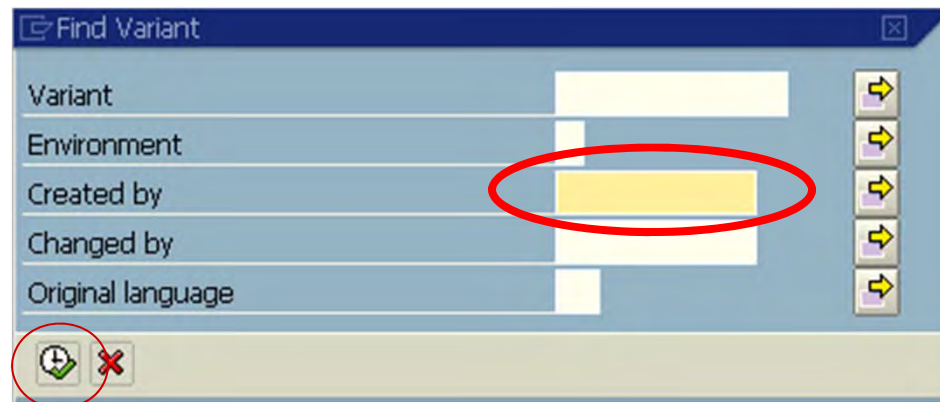 Find Variant
Variant
Environment
Created by
Changed by
Original language